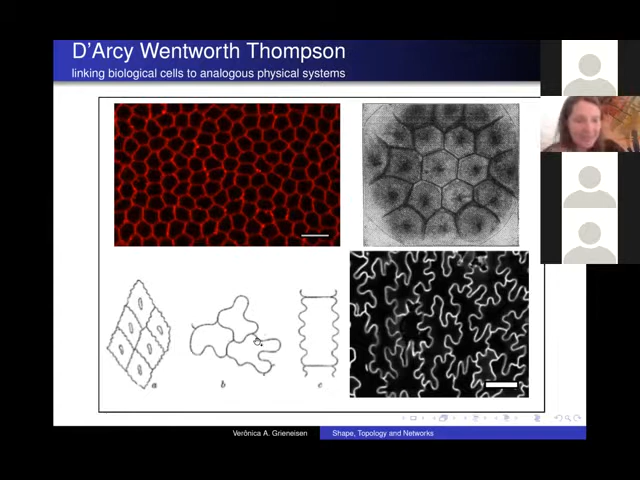 D'Arcy Wentworth Thompson
linking biological cells to analogous physical systems
a
b
c
Verônica A. Grieneisen
Shape, Topology and Networks